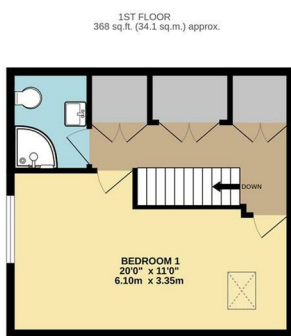 1ST FLOOR
368 sq.ft. (34.1 sq.m.) approx.
DOWN
BEDROOM 1
20'0" x 11'0"
6.10m x 3.35m